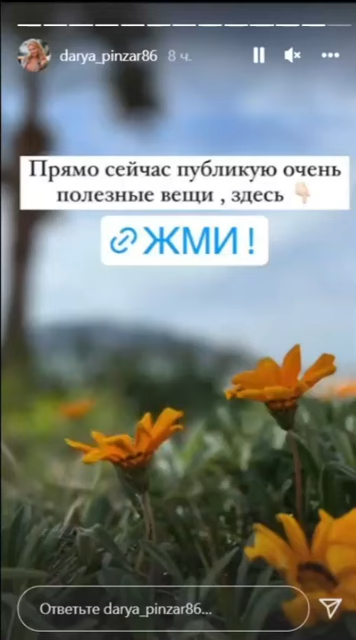 darya_pinzar86 8 ч.
Прямо сейчас публикую очень
полезные вещи , здесь 👇🏻
ЖМИ !
Ответьте darya_pinzar86...